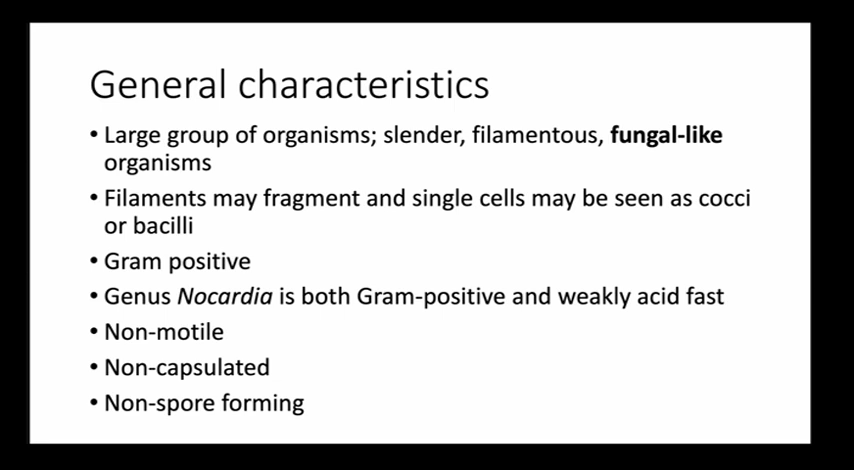 General characteristics
• Large group of organisms; slender, filamentous, fungal-like
organisms
• Filaments may fragment and single cells may be seen as cocci
or bacilli
• Gram positive
• Genus Nocardia is both Gram-positive and weakly acid fast
• Non-motile
• Non-capsulated
• Non-spore forming